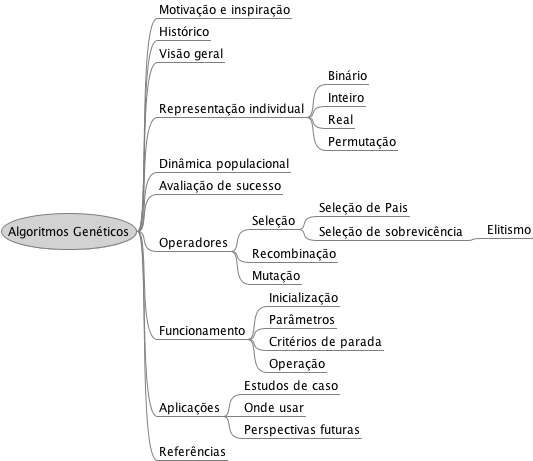 Algoritmos Genéticos
Motivação e inspiração
Histórico
Visão geral
Representação individual
Binário
Inteiro
Real
Permutação
Dinâmica populacional
Avaliação de sucesso
Operadores
Seleção
Seleção de Pais
Seleção de sobrevicência
Elitismo
Recombinação
Mutação
Funcionamento
Inicialização
Parâmetros
Critérios de parada
Operação
Aplicações
Estudos de caso
Onde usar
Perspectivas futuras
Referências